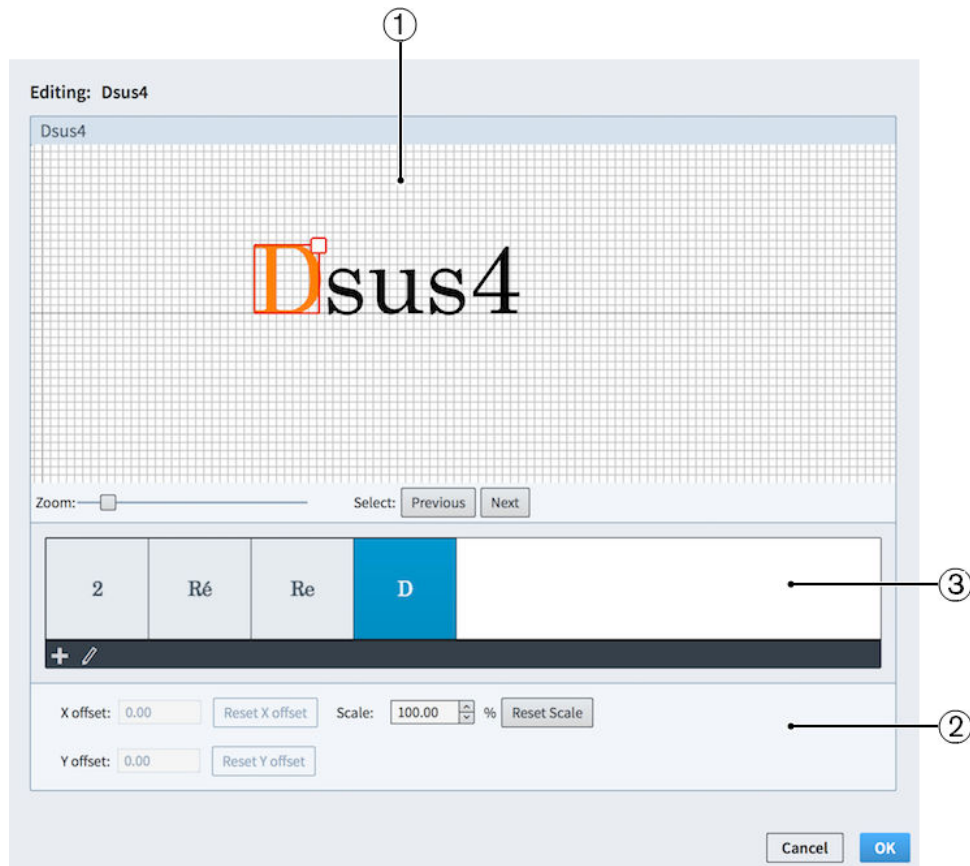 ①
Editing: Dsus4
Dsus4
Dsus4
Zoom: Select: Previous Next
2 Ré Re D
③
X offset: 0.00 Reset X offset Scale: 100.00 % Reset Scale
②
Y offset: 0.00 Reset Y offset
Cancel OK